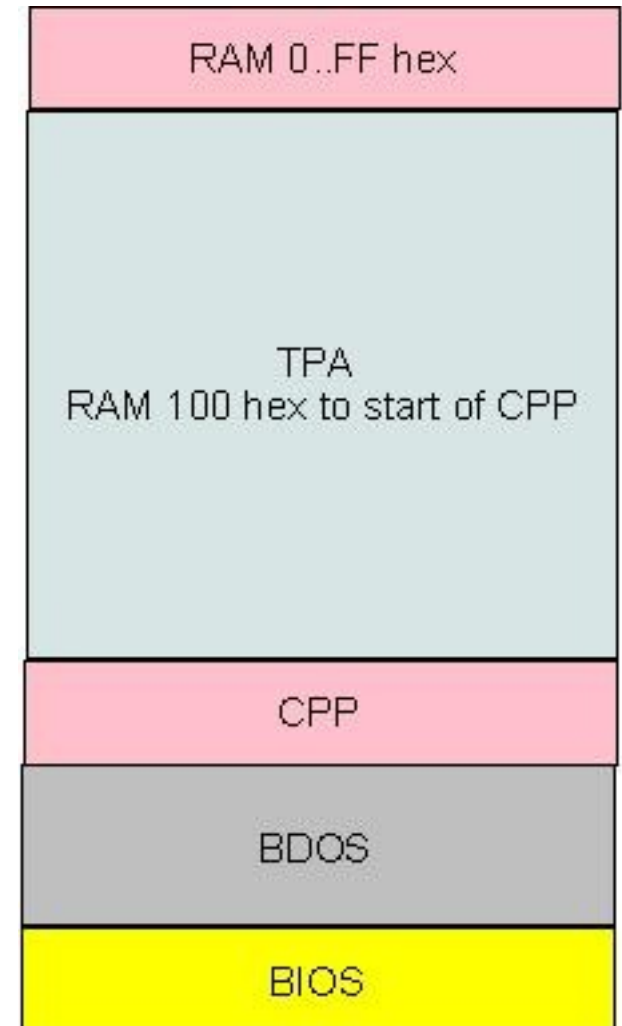 RAM 0..FF hex
TPA
RAM 100 hex to start of CPP
CPP
BDOS
BIOS